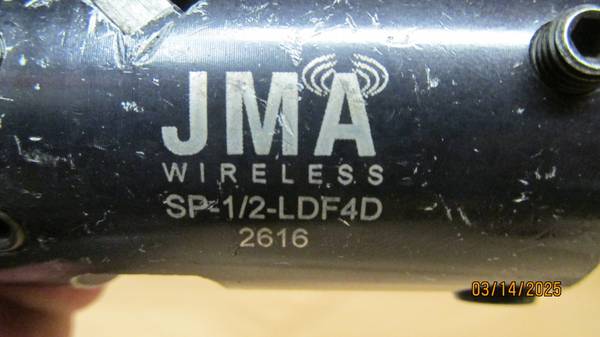 JMA
WIRELESS
SP-1/2-LDF4D
2616
03/14/2025